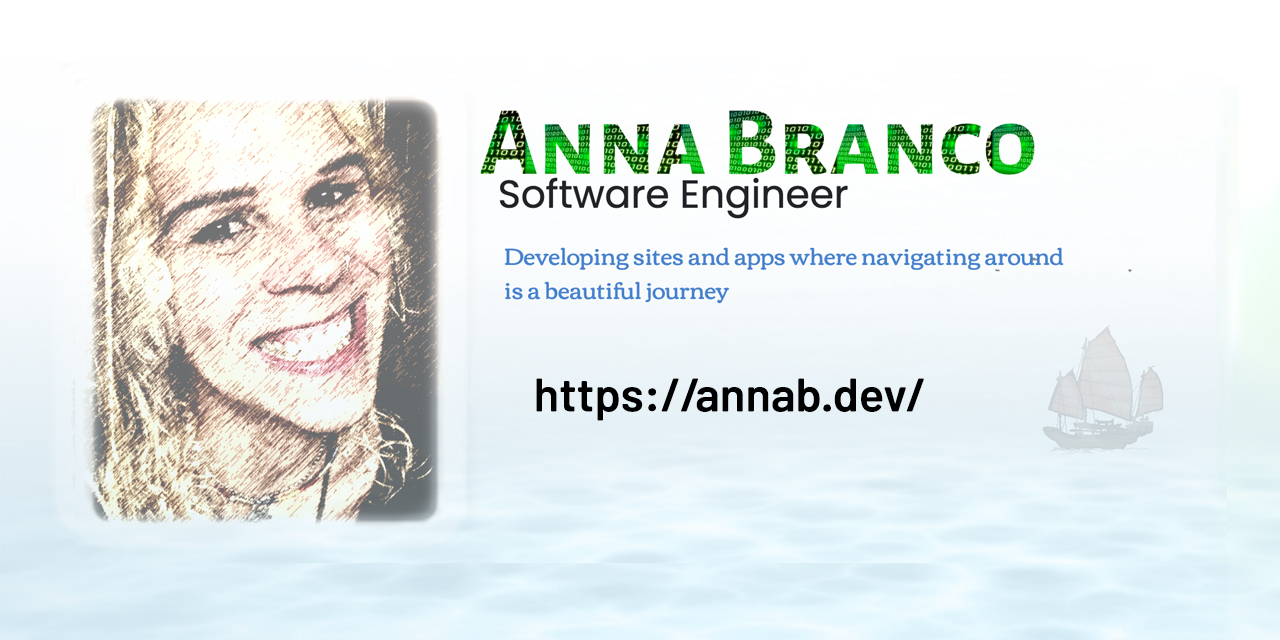 ANNA BRANCO
Software Engineer
Developing sites and apps where navigating around
is a beautiful journey
https://annab.dev/